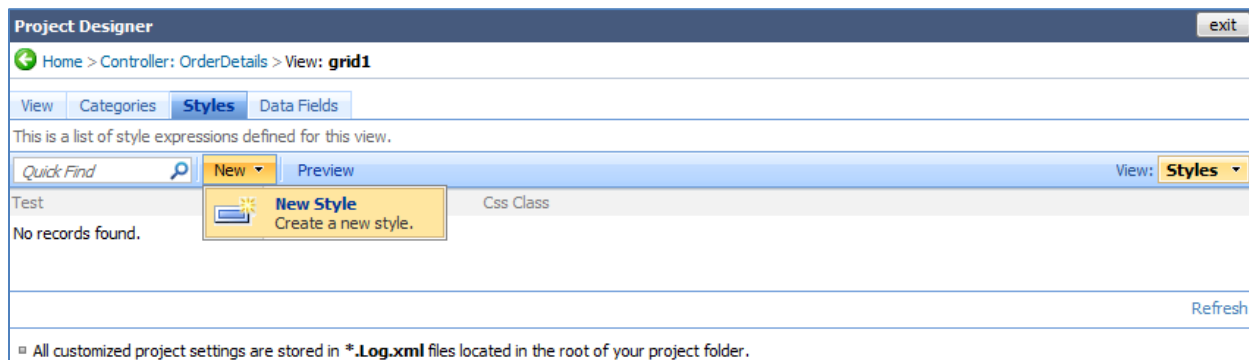 Project Designer exit
Home > Controller: OrderDetails > View: grid1
View Categories Styles Data Fields
This is a list of style expressions defined for this view.
Quick Find New Preview View: Styles
Test Css Class
New Style
Create a new style.
No records found.
Refresh
All customized project settings are stored in *.Log.xml files located in the root of your project folder.